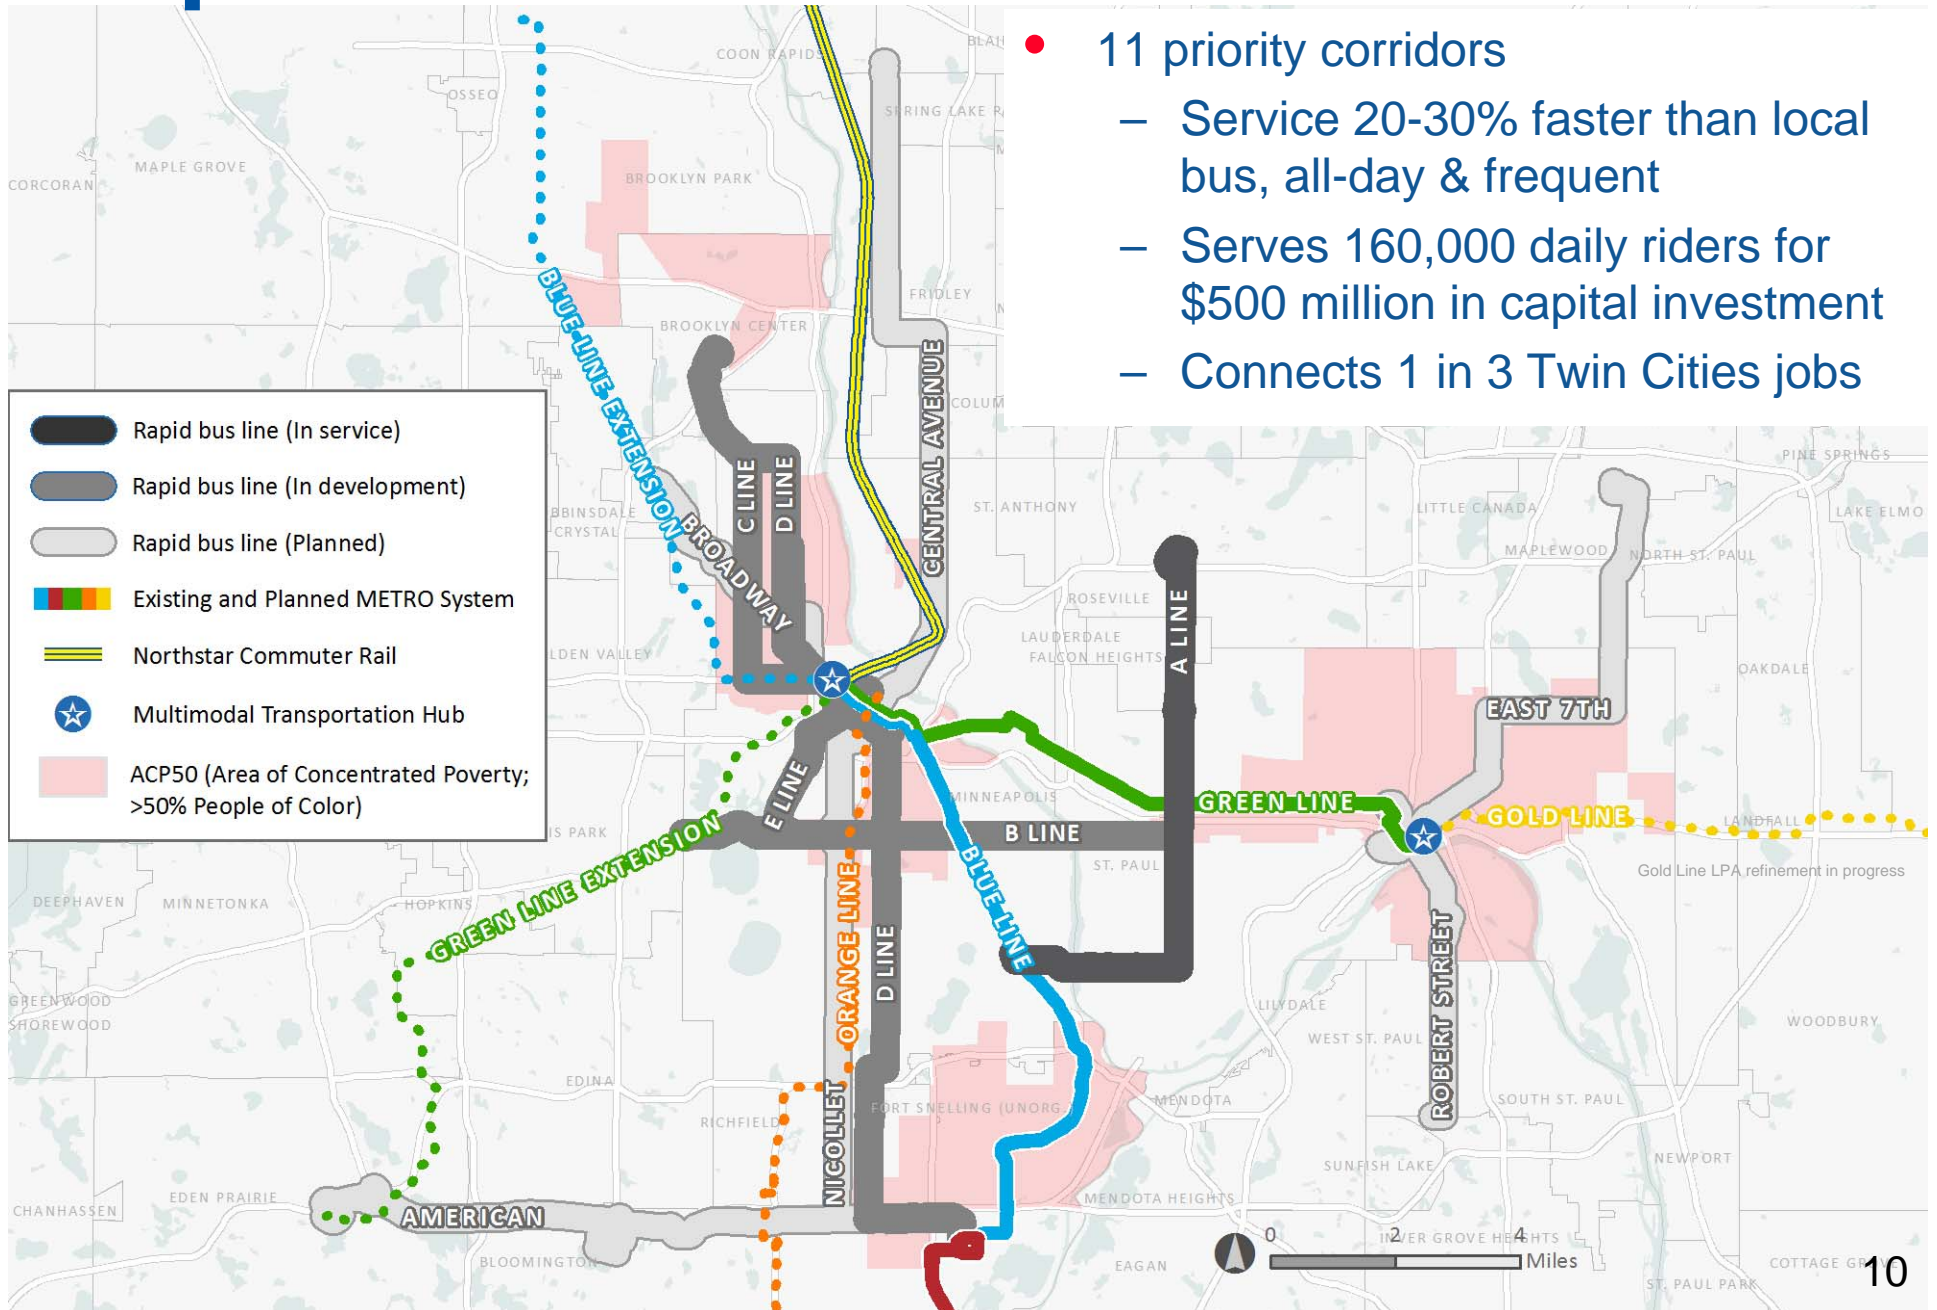 • 11 priority corridors
– Service 20-30% faster than local
bus, all-day & frequent
– Serves 160,000 daily riders for
$500 million in capital investment
– Connects 1 in 3 Twin Cities jobs
COON RAPIDS
OSSEO
SPRING LAKE
MAPLE GROVE
CORCORAN
BROOKLYN PARK
FRIDLEY
BROOKLYN CENTER
BLUE LINE EXTENSION
CENTRAL AVENUE
Rapid bus line (In service)
Rapid bus line (In development)
Rapid bus line (Planned)
Existing and Planned METRO System
Northstar Commuter Rail
Multimodal Transportation Hub
ACP50 (Area of Concentrated Poverty;
>50% People of Color)
C LINE
D LINE
BROADWAY
CRYSTAL
ST. ANTHONY
PINE SPRINGS
LITTLE CANADA
LAKE ELMO
MAPLEWOOD
NORTH ST. PAUL
ROSEVILLE
A LINE
LAUDERDALE
FALCON HEIGHTS
OAKDALE
EAST 7TH
E LINE
MINNEAPOLIS
GREEN LINE
GOLD LINE
LANDFALL
B LINE
ST. PAUL
Gold Line LPA refinement in progress
GREEN LINE EXTENSION
BLUE LINE
ORANGE LINE
D LINE
DEEPHAVEN
MINNETONKA
HOPKINS
GREENWOOD
SHOREWOOD
LILYDALE
WEST ST. PAUL
ROBERT STREET
WOODBURY
EDINA
RICHFIELD
NICOLLET
FORT SNELLING (UNORG.)
MENDOTA
SOUTH ST. PAUL
SUNFISH LAKE
NEWPORT
MENDOTA HEIGHTS
EDEN PRAIRIE
CHANHASSEN
AMERICAN
BLOOMINGTON
EAGAN
INVER GROVE HEIGHTS
0 2 4
Miles
COTTAGE GROVE
ST. PAUL PARK
10